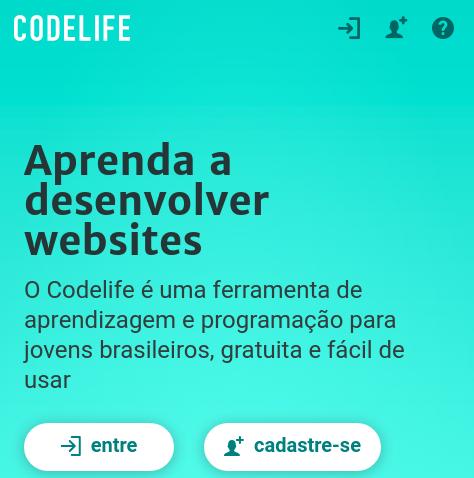 CODELIFE
Aprenda a
desenvolver
websites
O Codelife é uma ferramenta de
aprendizagem e programação para
jovens brasileiros, gratuita e fácil de
usar
entre
cadastre-se